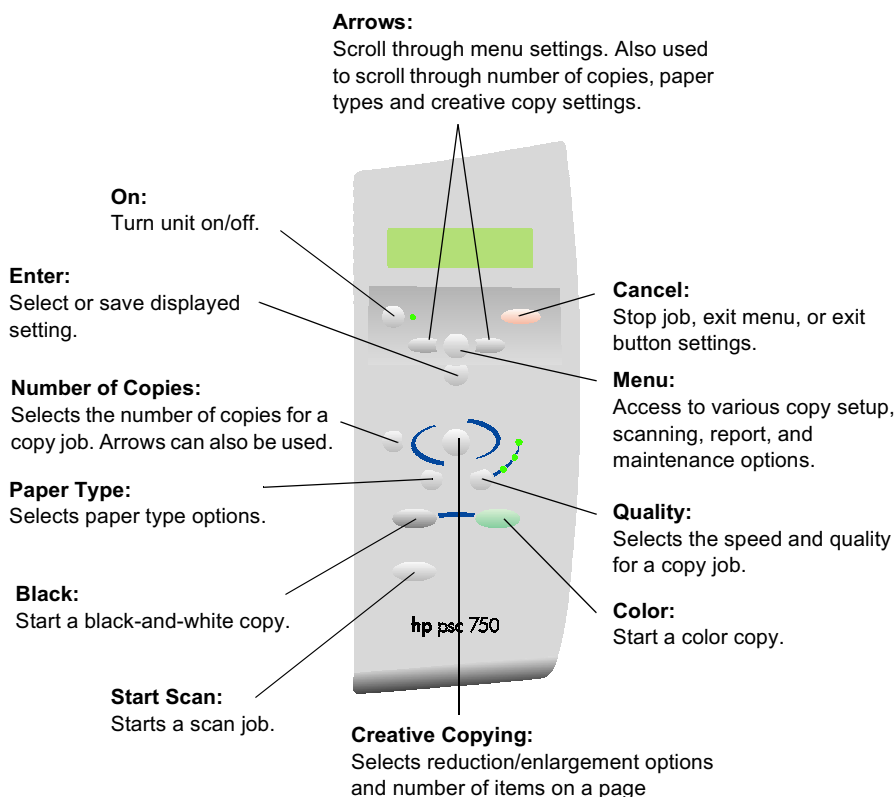 Arrows:
Scroll through menu settings. Also used
to scroll through number of copies, paper
types and creative copy settings.
On:
Turn unit on/off.
Enter:
Select or save displayed
setting.
Number of Copies:
Selects the number of copies for a
copy job. Arrows can also be used.
Paper Type:
Selects paper type options.
Black:
Start a black-and-white copy.
Start Scan:
Starts a scan job.
Cancel:
Stop job, exit menu, or exit
button settings.
Menu:
Access to various copy setup,
scanning, report, and
maintenance options.
Quality:
Selects the speed and quality
for a copy job.
Color:
Start a color copy.
hp psc 750
Creative Copying:
Selects reduction/enlargement options
and number of items on a page